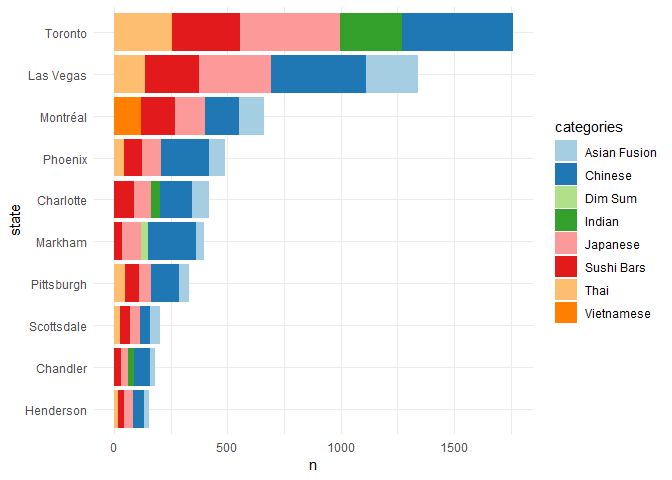 Toronto
Las Vegas
Montréal
Phoenix
Charlotte
Markham
Pittsburgh
Scottsdale
Chandler
Henderson
state
0
500
1000
1500
n
categories
Asian Fusion
Chinese
Dim Sum
Indian
Japanese
Sushi Bars
Thai
Vietnamese